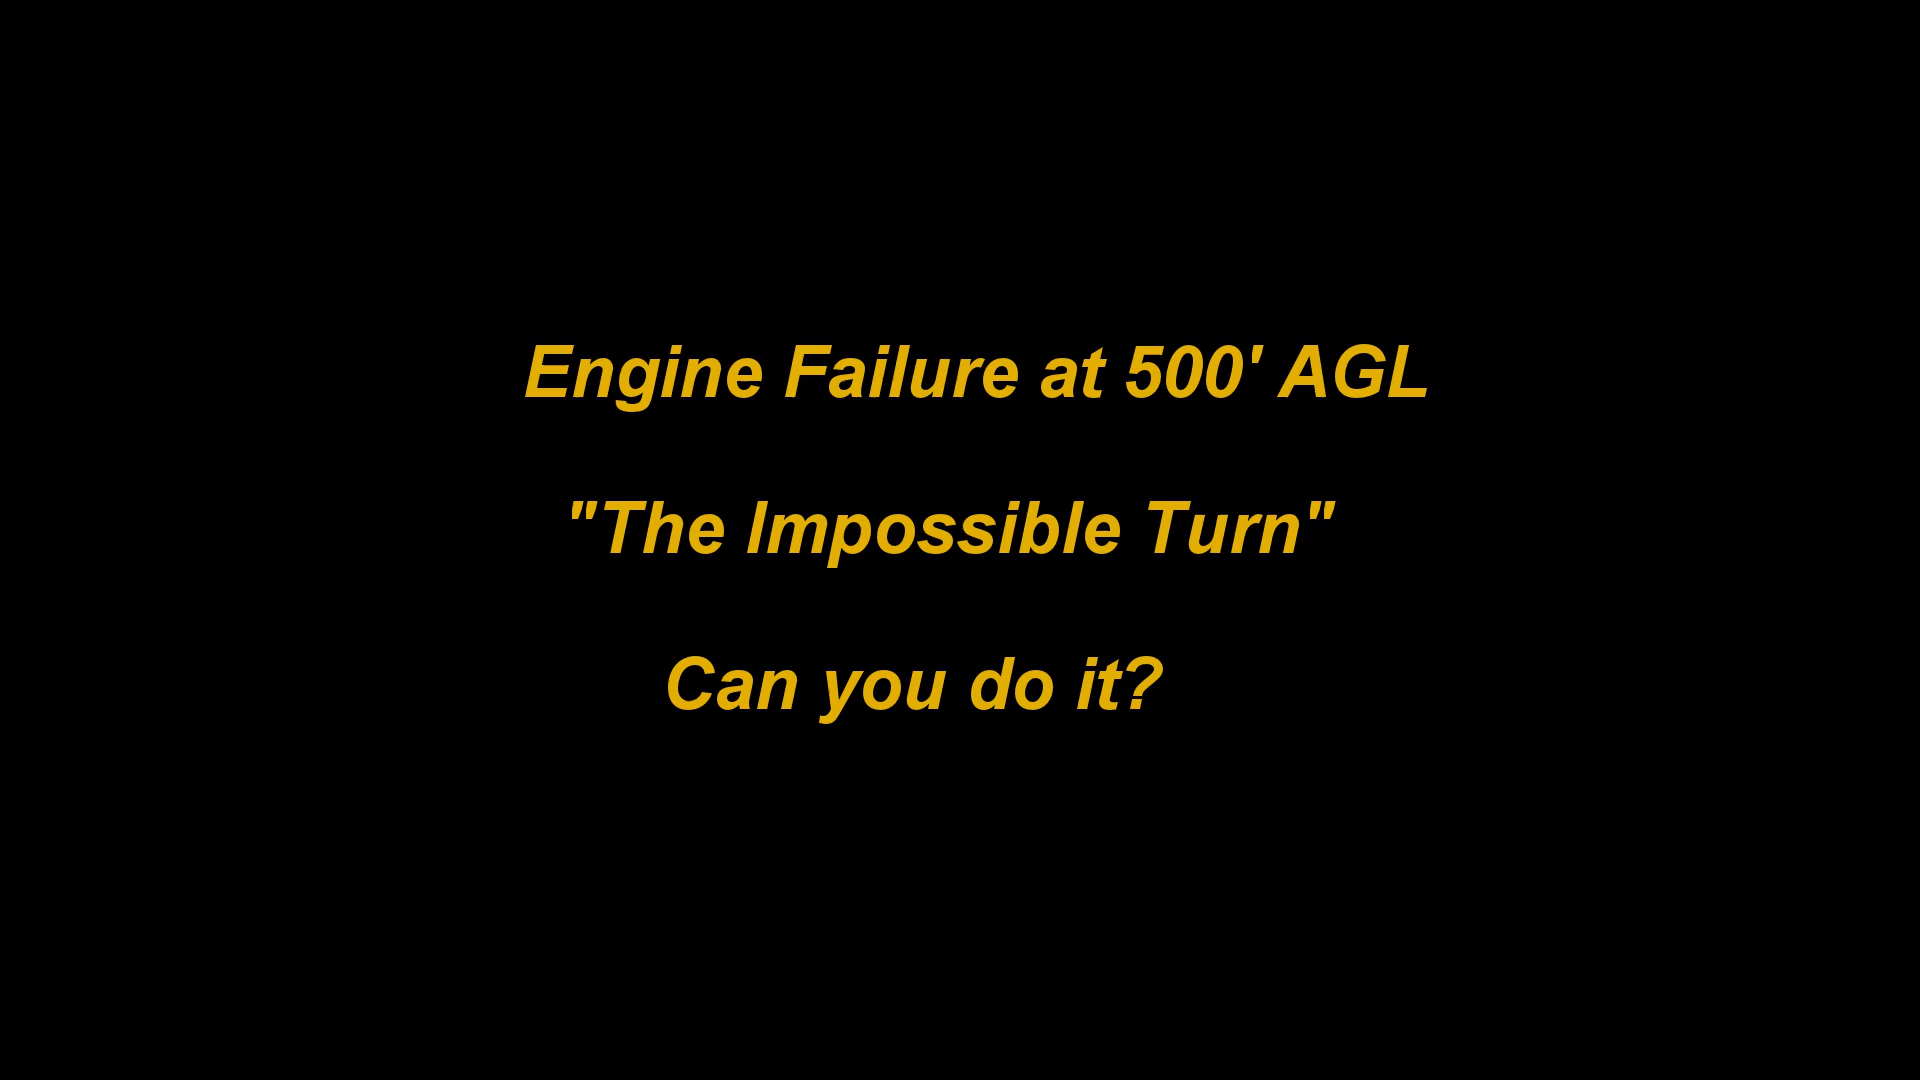 Engine Failure at 500' AGL
"The Impossible Turn"
Can you do it?